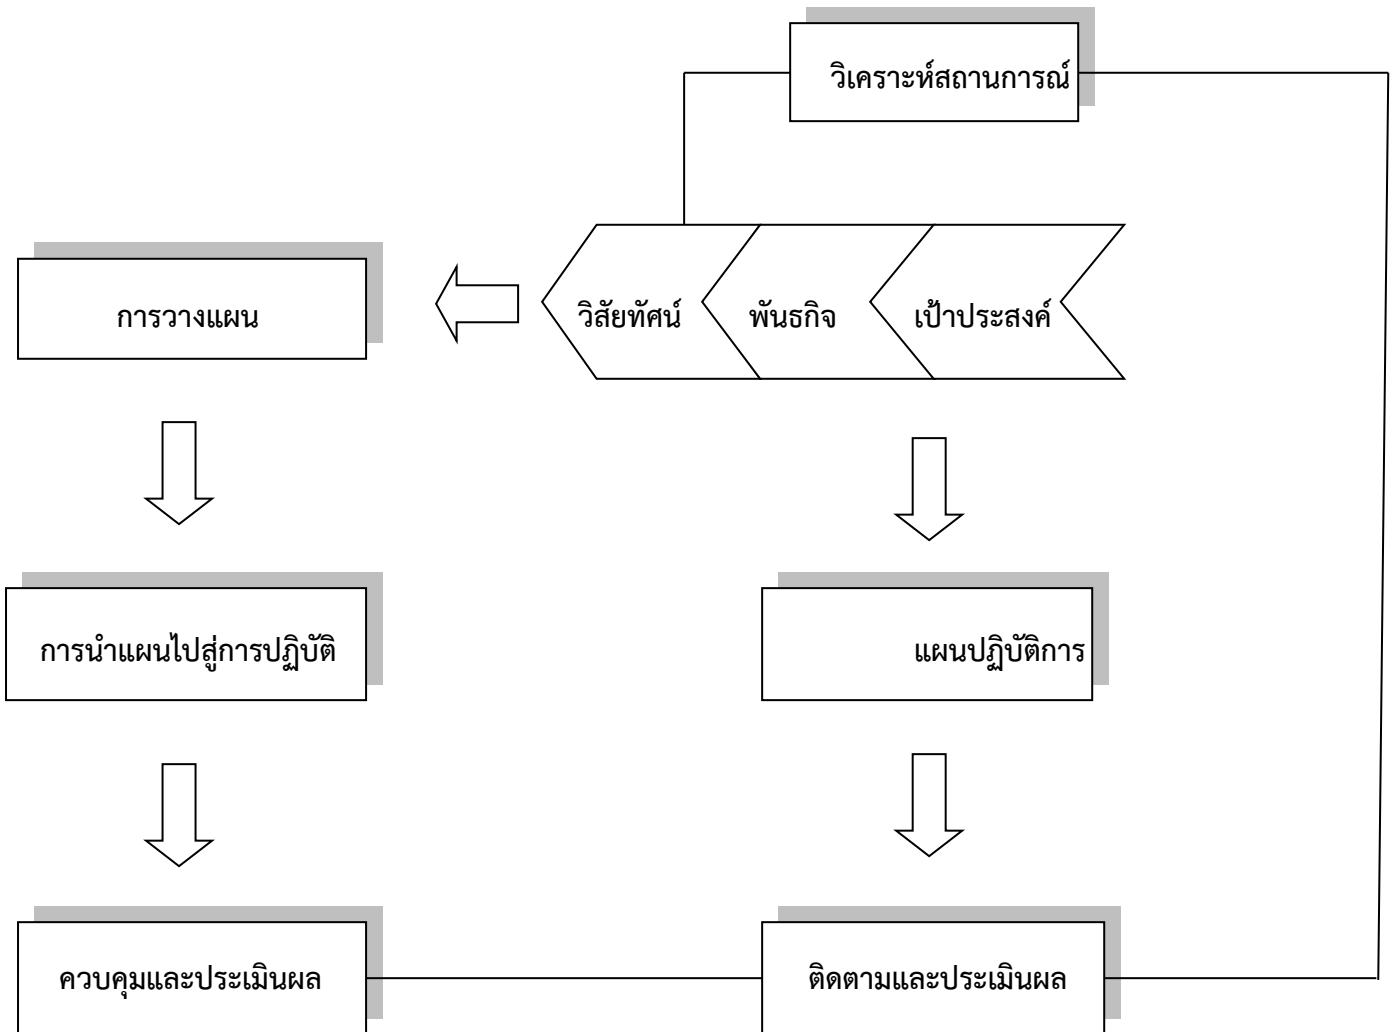 วิเคราะห์สถานการณ์
การวางแผน
วิสัยทัศน์
พันธกิจ
เป้าประสงค์
การนำแผนไปสู่การปฏิบัติ
แผนปฏิบัติการ
ควบคุมและประเมินผล
ติดตามและประเมินผล